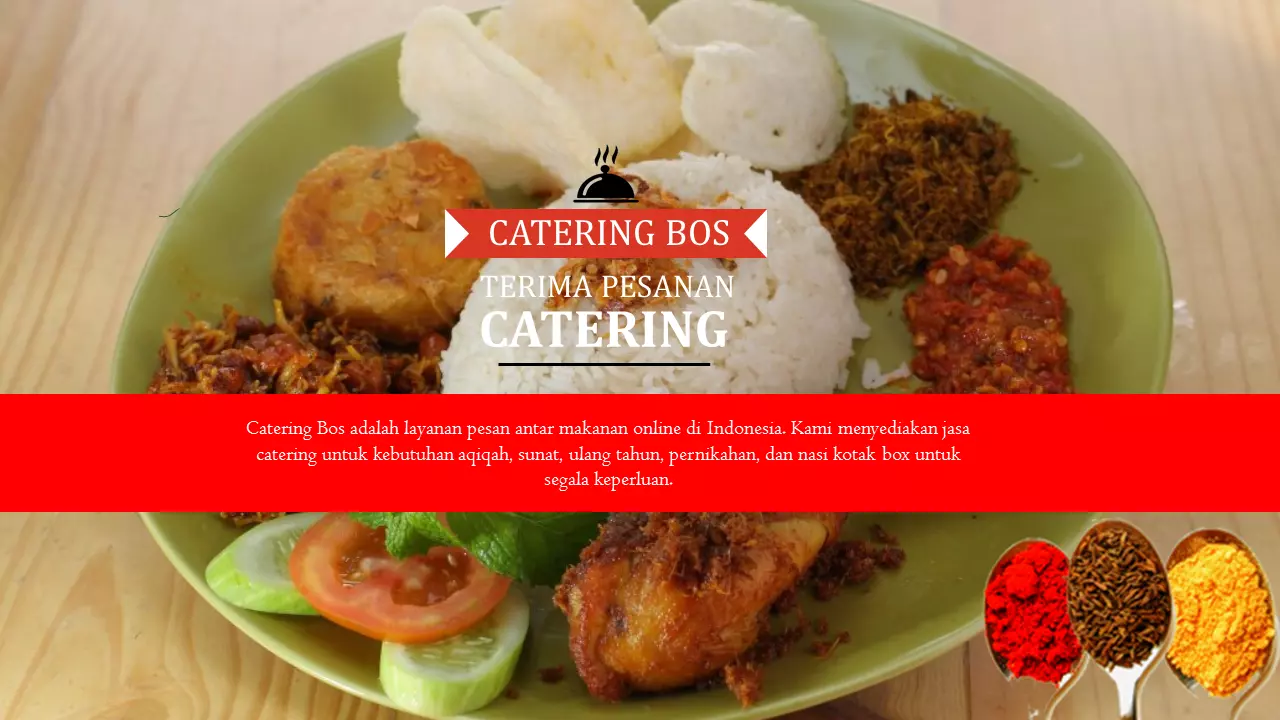 CATERING BOS
TERIMA PESANAN
CATERING
Catering Bos adalah layanan pesan antar makanan online di Indonesia. Kami menyediakan jasa
catering untuk kebutuhan aqiqah, sunat, ulang tahun, pernikahan, dan nasi kotak box untuk
segala keperluan.